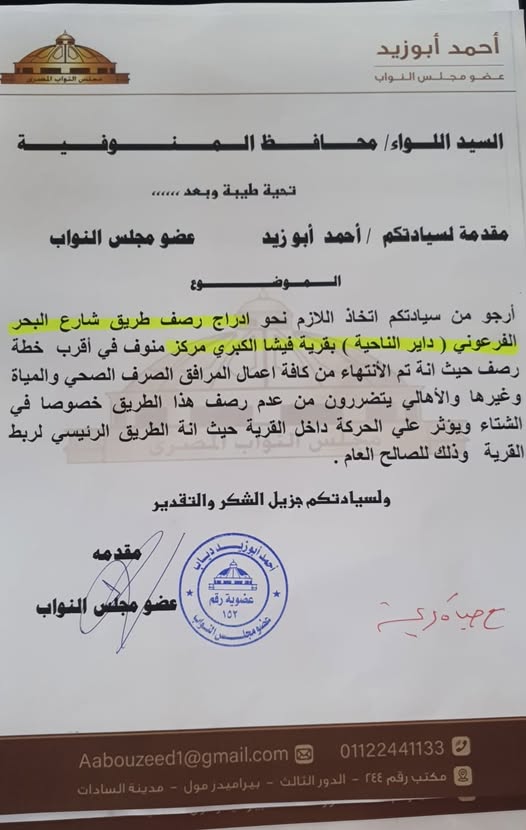 أحمد أبوزيد
عضو مجلس النواب
مجلس النواب المصري
السيد اللواء/ محافظ المنوفية
تحية طيبة وبعد ،،،،،،
مقدمة لسيادتكم / أحمد أبو زيد عضو مجلس النواب
الموضوع
أرجو من سيادتكم اتخاذ اللازم نحو ادراج رصف طريق شارع البحر
الفرعوني ( داير الناحية ) بقرية فيشا الكبري مركز منوف في أقرب خطة
رصف حيث انة تم الأنتهاء من كافة اعمال المرافق الصرف الصحي والمياة
وغيرها والأهالي يتضررون من عدم رصف هذا الطريق خصوصا في
الشتاء ويؤثر علي الحركة داخل القرية حيث انة الطريق الرئيسي لربط
القرية وذلك للصالح العام .
ولسيادتكم جزيل الشكر والتقدير
مقدمه
عضو مجلس النواب
أحمد أبوزيد دياب
عضوية رقم
١٥٢
عضو مجلس النواب
01122441133 Aabouzeed1@gmail.com
مكتب رقم ٢٤٤ - الدور الثالث - بيراميدز مول - مدينة السادات